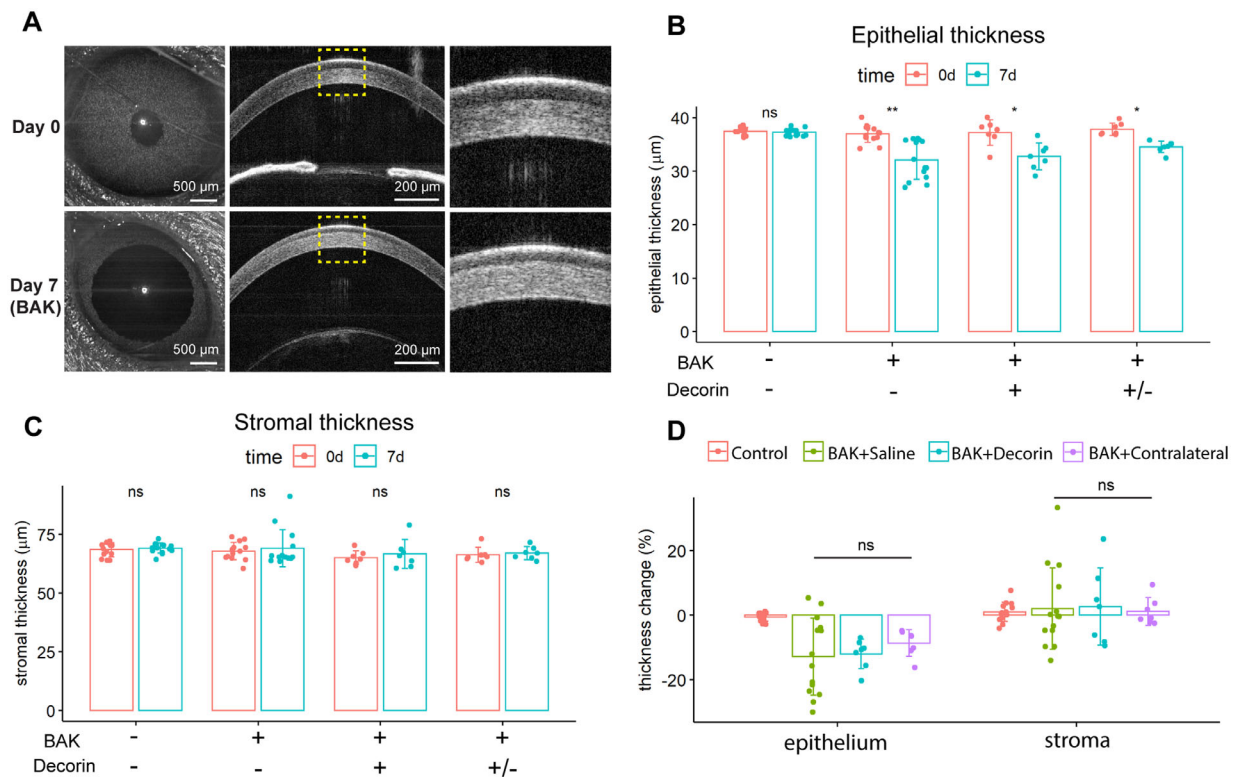 A
Day 0
500 µm
200 µm
Day 7
(BAK)
500 µm
200 µm
B
Epithelial thickness
time 0d 7d
epithelial thickness (µm)
40
30
20
10
0
ns ** * *
BAK - + + +
Decorin - - + +/-
C
Stromal thickness
time 0d 7d
stromal thickness (µm)
ns ns ns ns
75
50
25
0
BAK - + + +
Decorin - - + +/-
D
Control BAK+Saline BAK+Decorin BAK+Contralateral
thickness change (%)
20
0
-20
ns ns
epithelium stroma